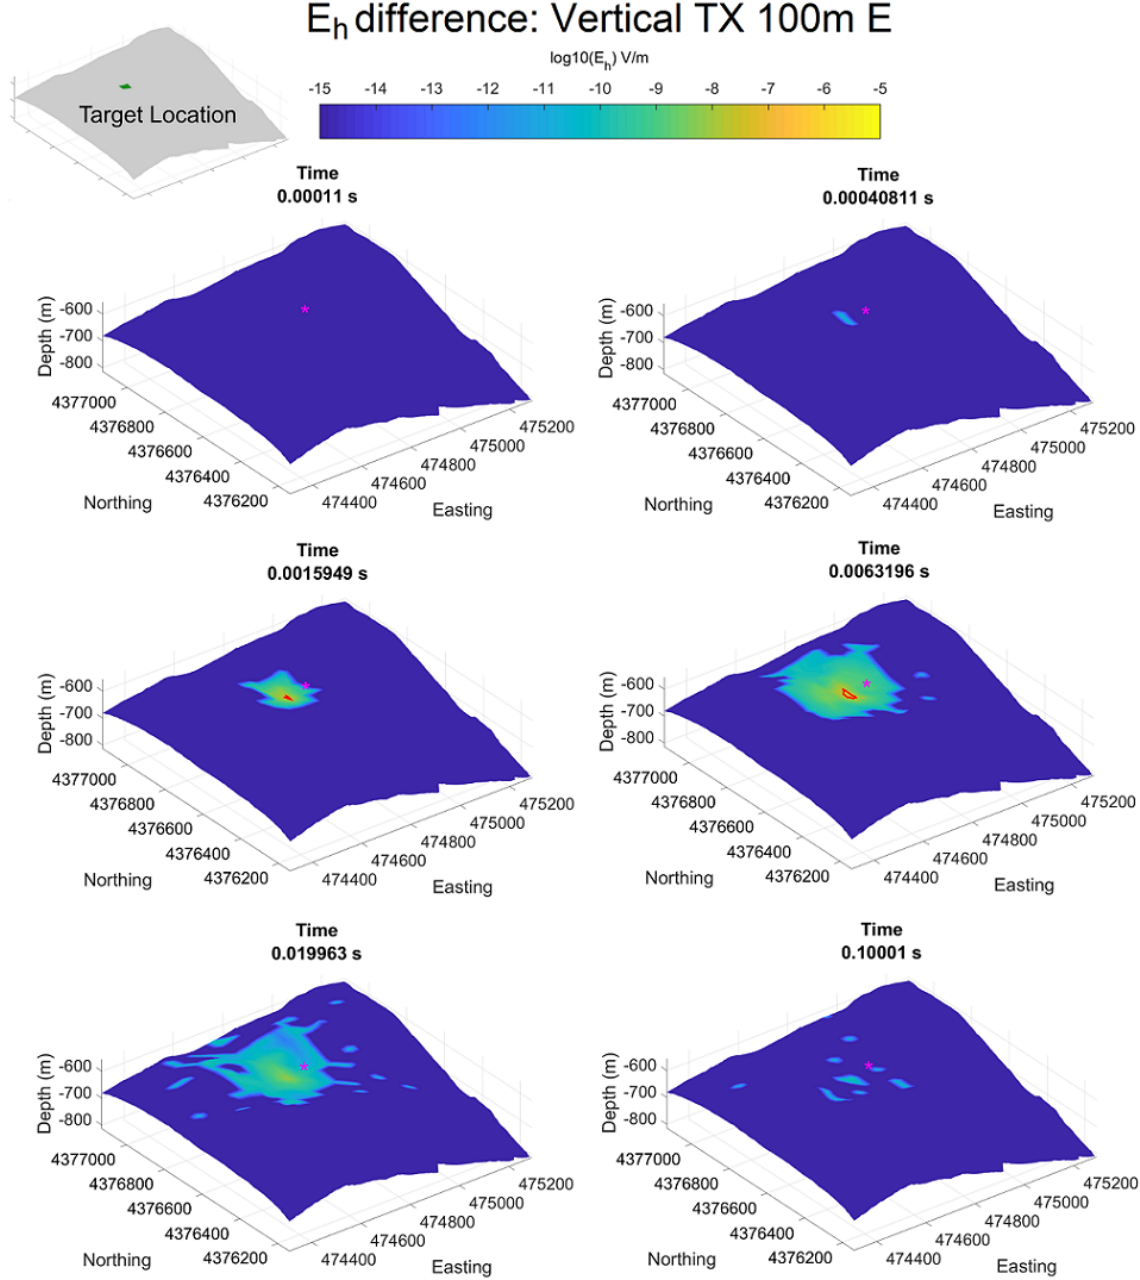 E_h difference: Vertical TX 100m E
log10(E_h) V/m
-15 -14 -13 -12 -11 -10 -9 -8 -7 -6 -5
Target Location
Time
0.00011 s
-600
-700
-800
Depth (m)
4377000
4376800
4376600
4376400
4376200
Northing
474400
474600
474800
475000
475200
Easting
Time
0.00040811 s
-600
-700
-800
Depth (m)
4377000
4376800
4376600
4376400
4376200
Northing
474400
474600
474800
475000
475200
Easting
Time
0.0015949 s
-600
-700
-800
Depth (m)
4377000
4376800
4376600
4376400
4376200
Northing
474400
474600
474800
475000
475200
Easting
Time
0.0063196 s
-600
-700
-800
Depth (m)
4377000
4376800
4376600
4376400
4376200
Northing
474400
474600
474800
475000
475200
Easting
Time
0.019963 s
-600
-700
-800
Depth (m)
4377000
4376800
4376600
4376400
4376200
Northing
474400
474600
474800
475000
475200
Easting
Time
0.10001 s
-600
-700
-800
Depth (m)
4377000
4376800
4376600
4376400
4376200
Northing
474400
474600
474800
475000
475200
Easting